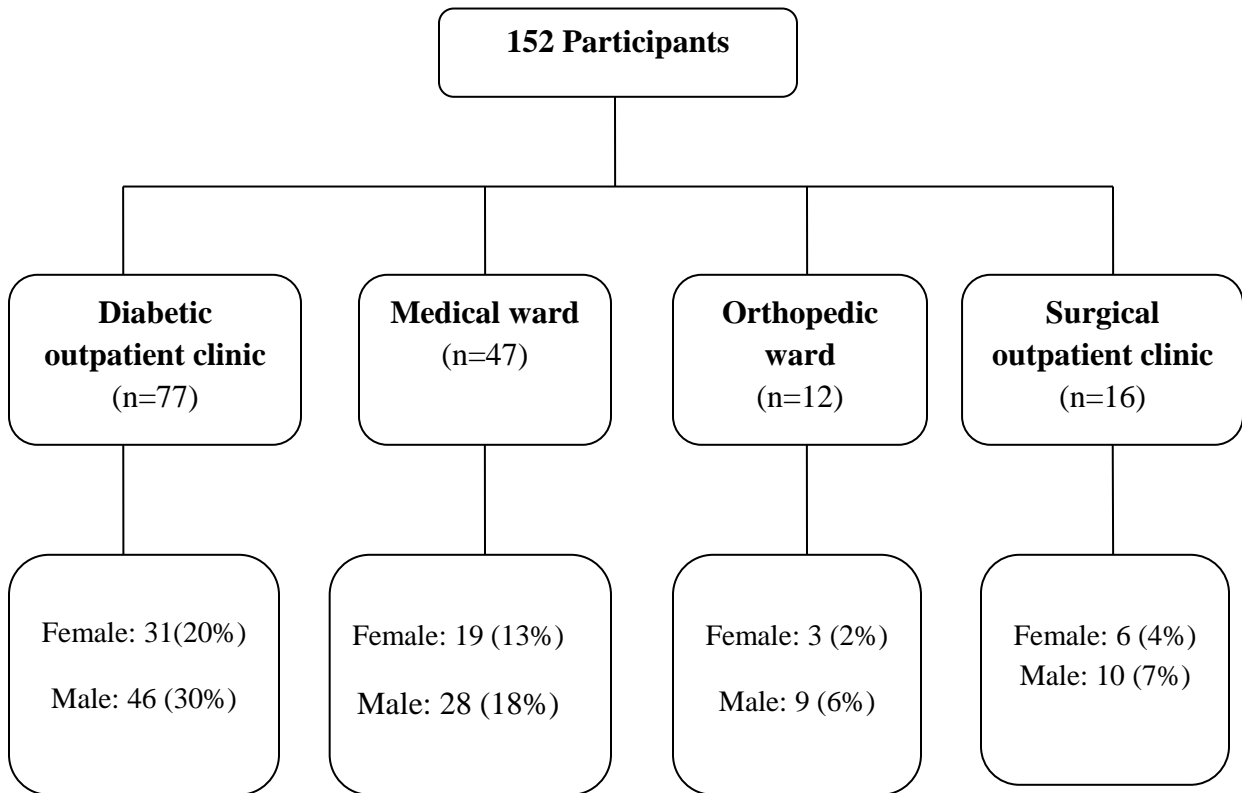 152 Participants
Diabetic
outpatient clinic
(n=77)
Medical ward
(n=47)
Orthopedic
ward
(n=12)
Surgical
outpatient clinic
(n=16)
Female: 31(20%)
Male: 46 (30%)
Female: 19 (13%)
Male: 28 (18%)
Female: 3 (2%)
Male: 9 (6%)
Female: 6 (4%)
Male: 10 (7%)